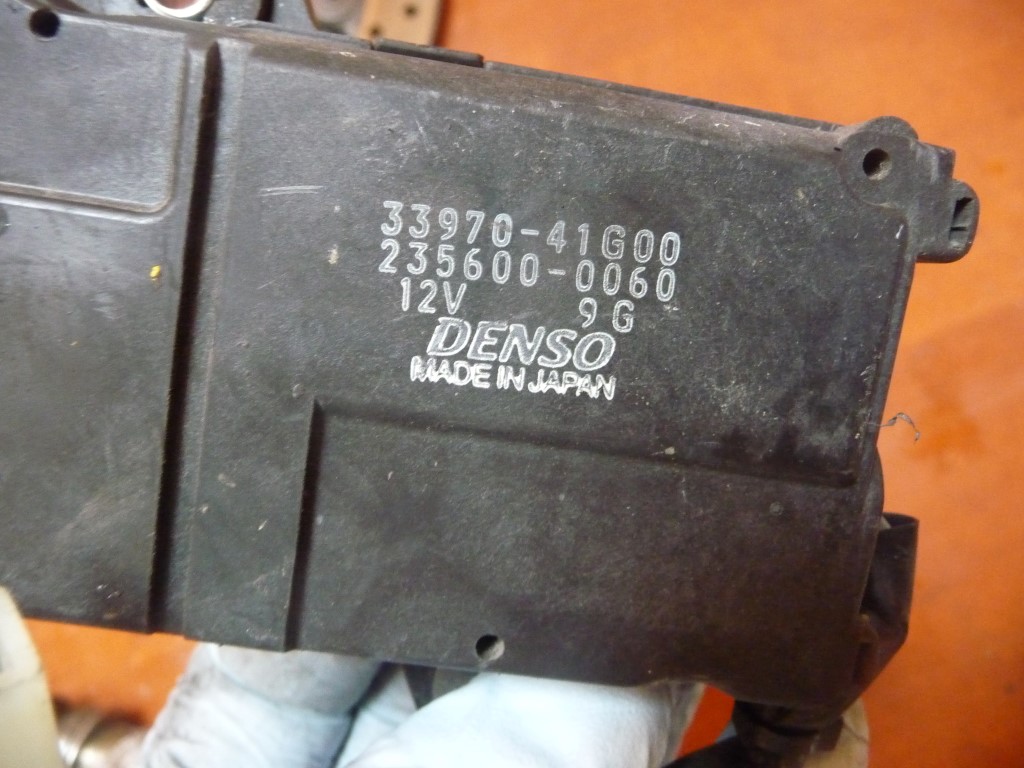 33970-41G00
235600-0060
12V 9G
DENSO
MADE IN JAPAN